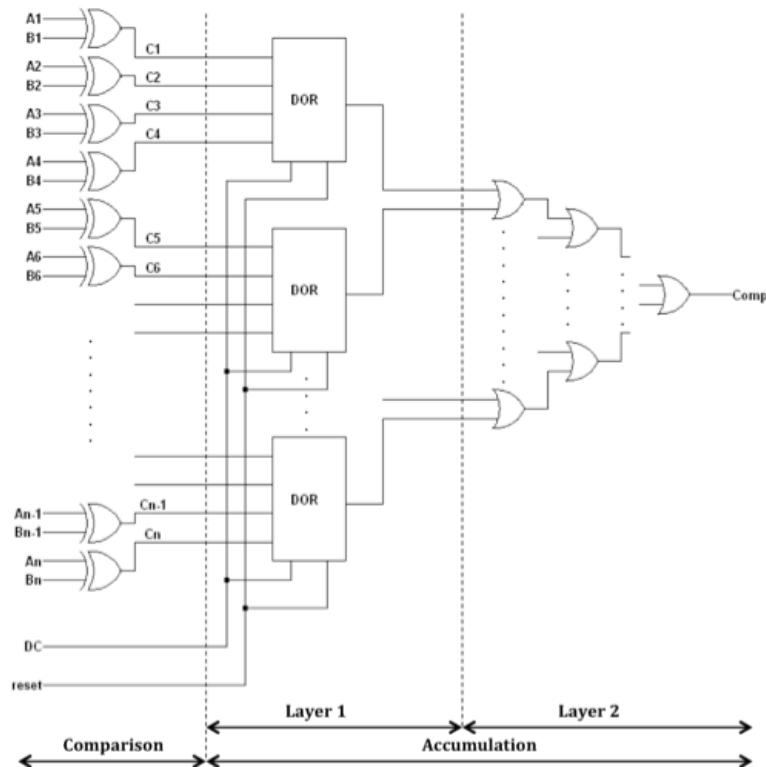 A1
B1
C1
A2
B2
C2
A3
B3
C3
A4
B4
C4
DOR
A5
B5
C5
A6
B6
C6
DOR
Comp
An-1
Bn-1
Cn-1
An
Bn
Cn
DOR
DC
reset
Layer 1
Layer 2
Comparison
Accumulation